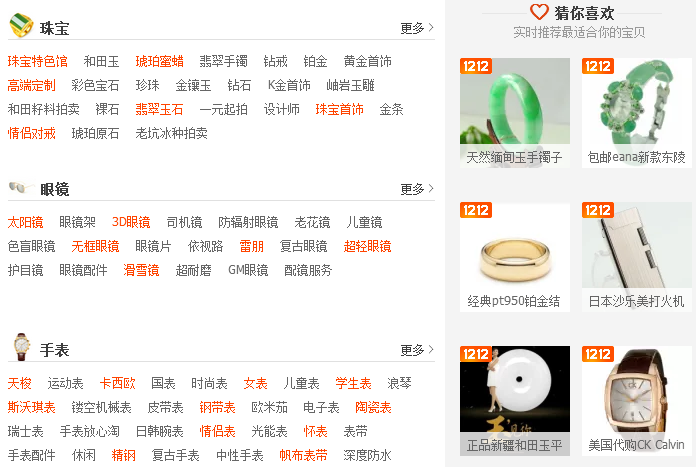 珠宝 更多
珠宝特色馆 和田玉 琥珀蜜蜡 翡翠手镯 钻戒 铂金 黄金首饰
高端定制 彩色宝石 珍珠 金镶玉 钻石 K金首饰 岫岩玉雕
和田籽料拍卖 裸石 翡翠玉石 一元起拍 设计师 珠宝首饰 金条
情侣对戒 琥珀原石 老坑冰种拍卖
眼镜 更多
太阳镜 眼镜架 3D眼镜 司机镜 防辐射眼镜 老花镜 儿童镜
色盲眼镜 无框眼镜 眼镜片 依视路 雷朋 复古眼镜 超轻眼镜
护目镜 眼镜配件 滑雪镜 超耐磨 GM眼镜 配镜服务
手表 更多
天梭 运动表 卡西欧 国表 时尚表 女表 儿童表 学生表 浪琴
斯沃琪表 镂空机械表 皮带表 钢带表 欧米茄 电子表 陶瓷表
瑞士表 手表放心淘 日韩腕表 情侣表 光能表 怀表 表带
手表配件 休闲 精钢 复古手表 中性手表 帆布表带 深度防水
猜你喜欢
实时推荐最适合你的宝贝
1212 1212
天然缅甸玉手镯子 包邮eana新款东陵
1212 1212
经典pt950铂金结 日本沙乐美打火机
1212 1212
正品新疆和田玉平 美国代购CK Calvin